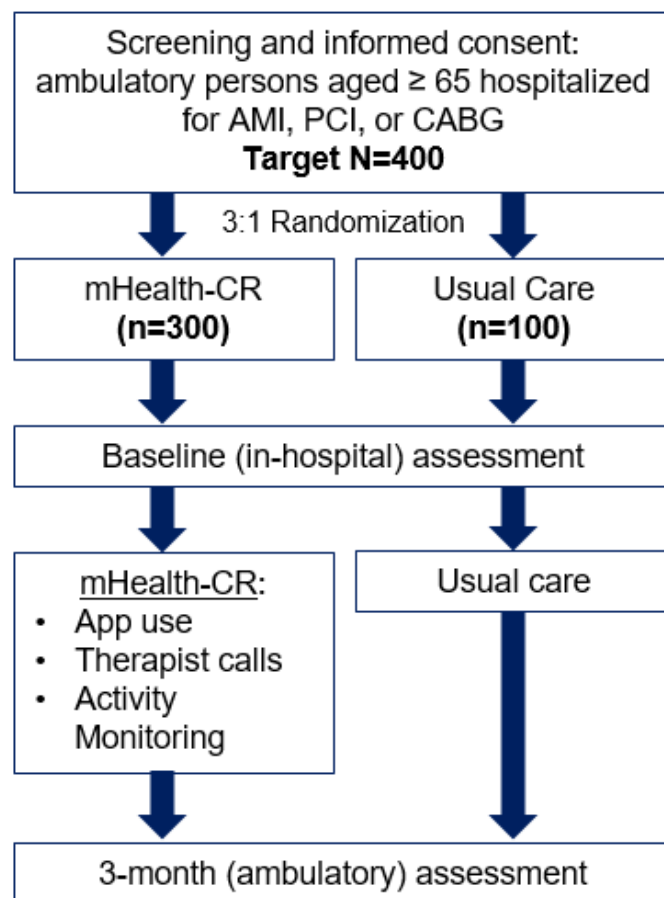 Screening and informed consent:
ambulatory persons aged ≥ 65 hospitalized
for AMI, PCI, or CABG
Target N=400
3:1 Randomization
mHealth-CR
(n=300)
Usual Care
(n=100)
Baseline (in-hospital) assessment
mHealth-CR:
• App use
• Therapist calls
• Activity
Monitoring
Usual care
3-month (ambulatory) assessment